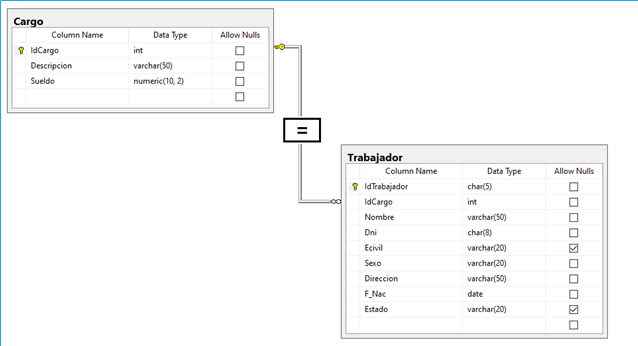 Cargo
Column Name Data Type Allow Nulls
IdCargo int
Descripcion varchar(50)
Sueldo numeric(10, 2)
=
Trabajador
Column Name Data Type Allow Nulls
IdTrabajador char(5)
IdCargo int
Nombre varchar(50)
Dni char(8)
Ecivil varchar(20)
Sexo varchar(20)
Direccion varchar(50)
F_Nac date
Estado varchar(20)